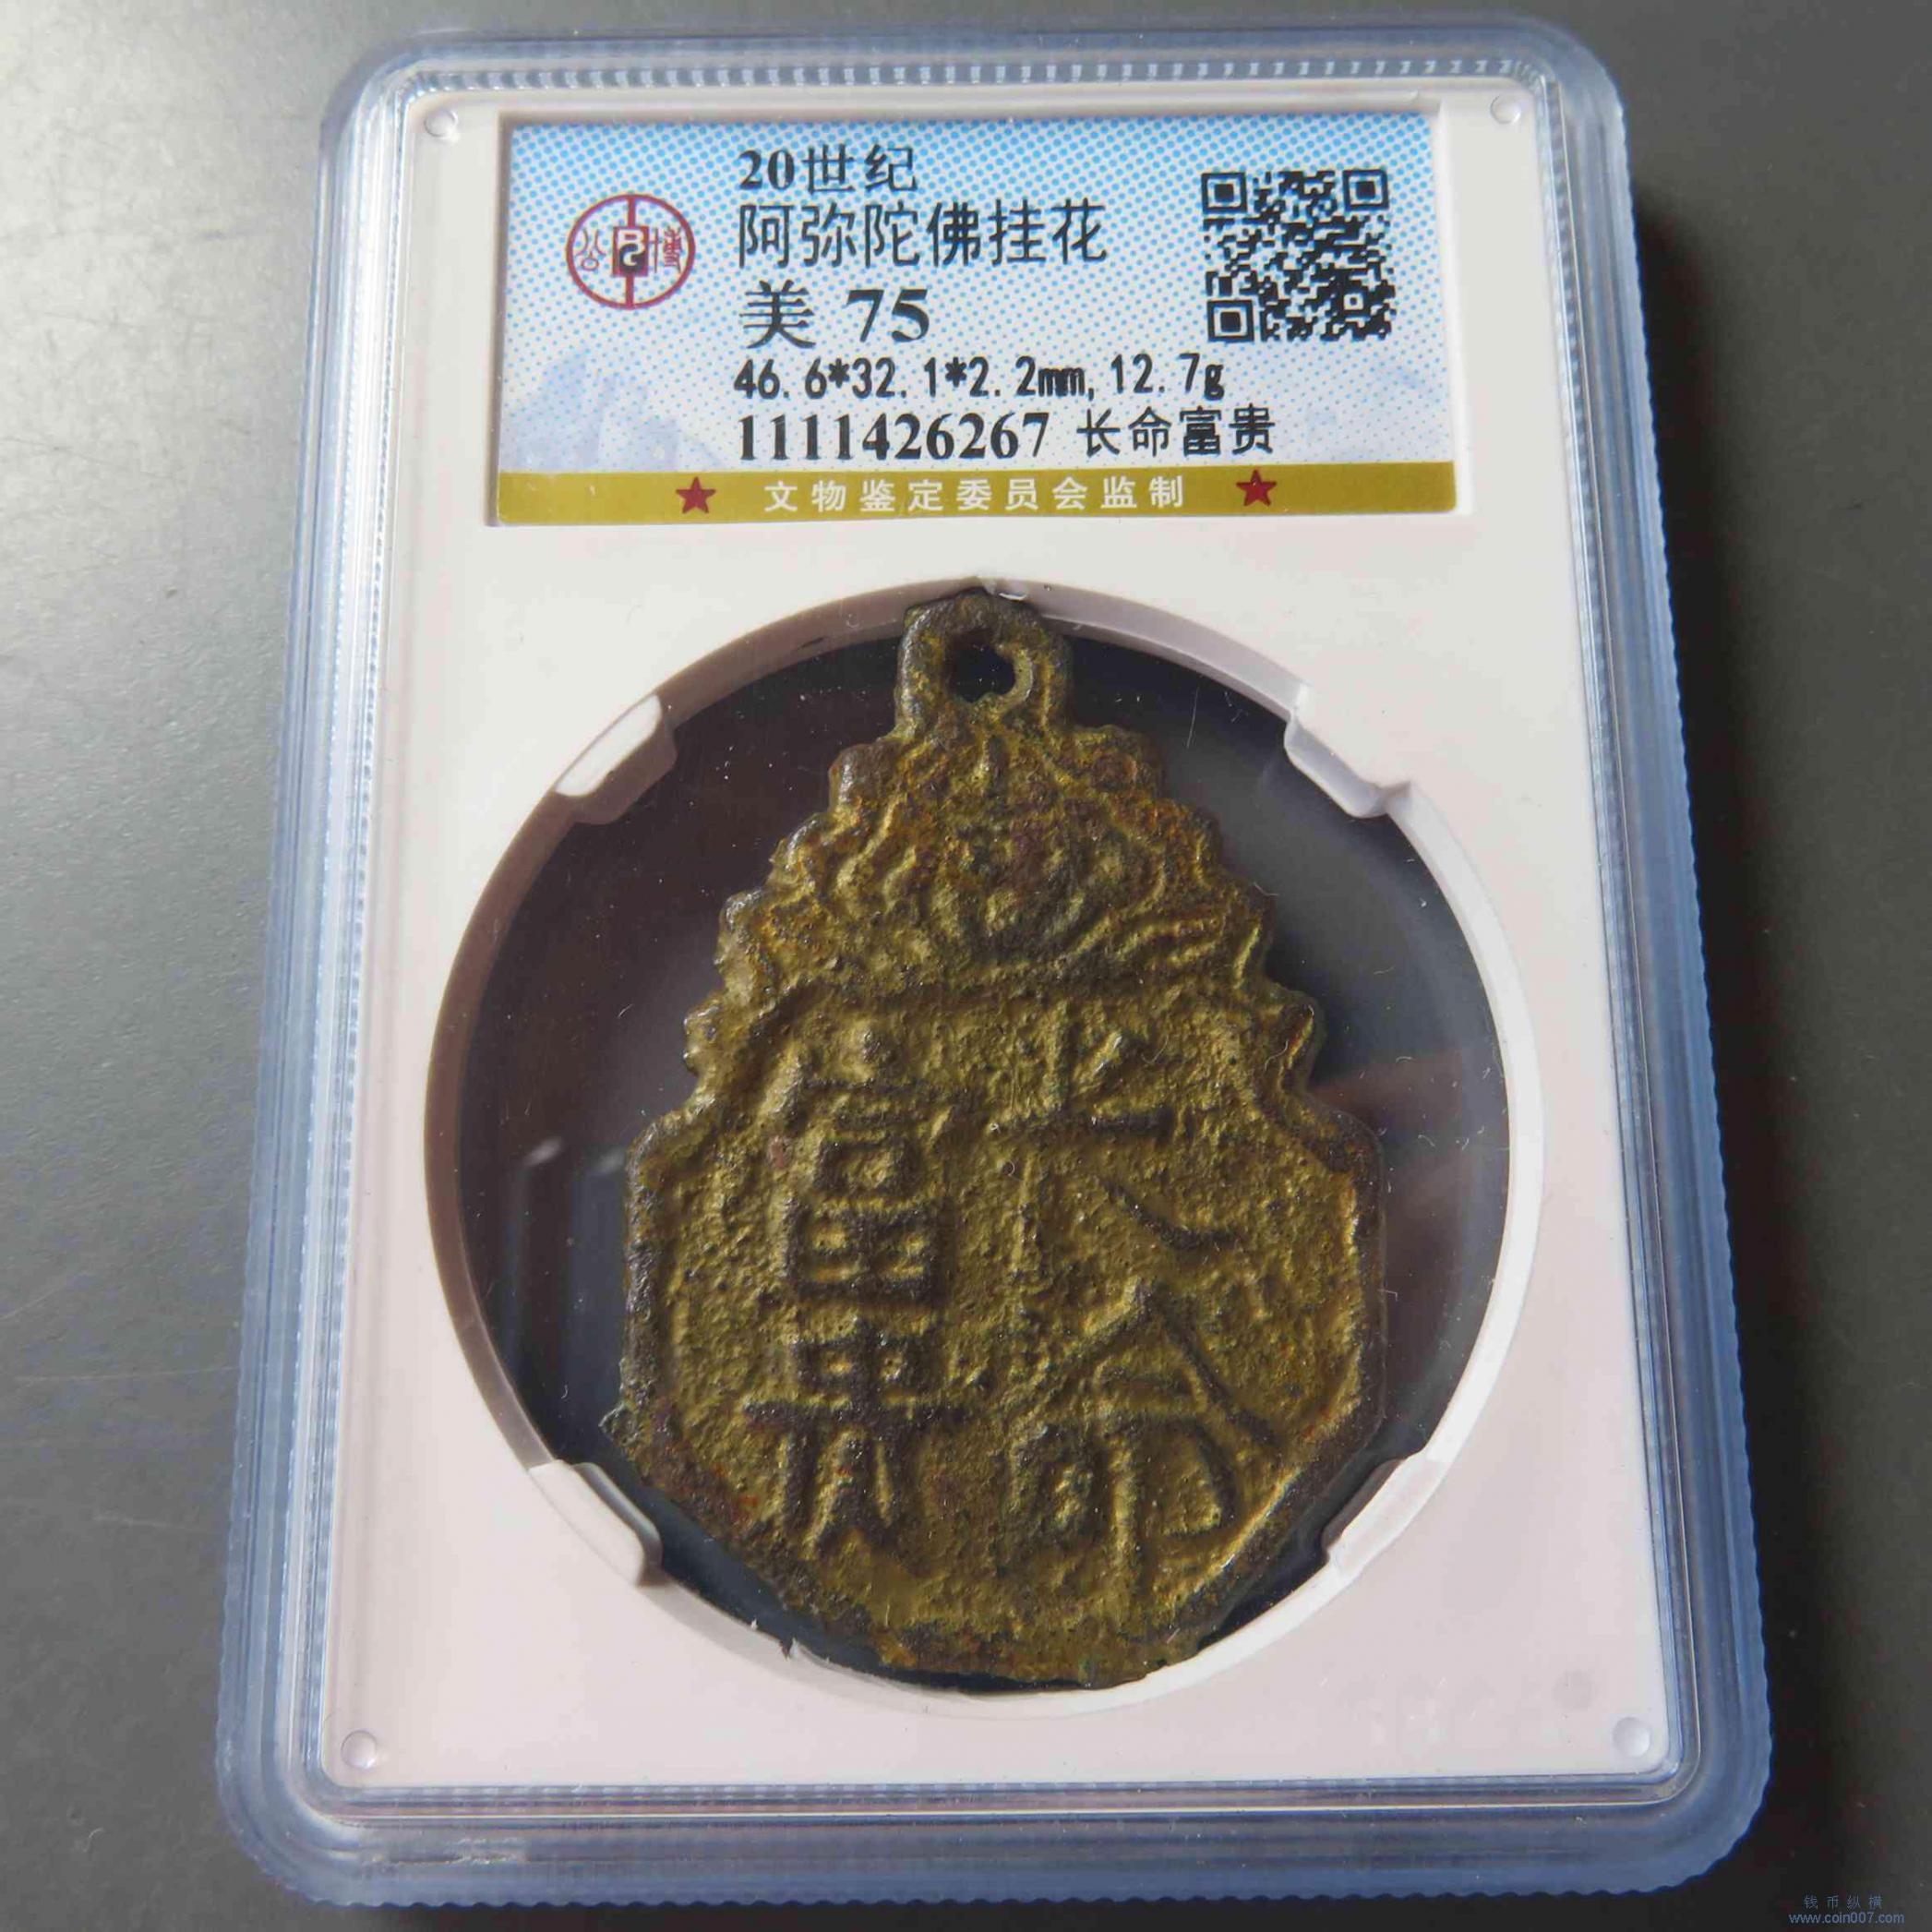 公博
20世纪
阿弥陀佛挂花
美 75
46.6*32.1*2.2mm,12.7g
1111426267 长命富贵
文物鉴定委员会监制
長命
富貴
钱币纵横
www.coin007.com